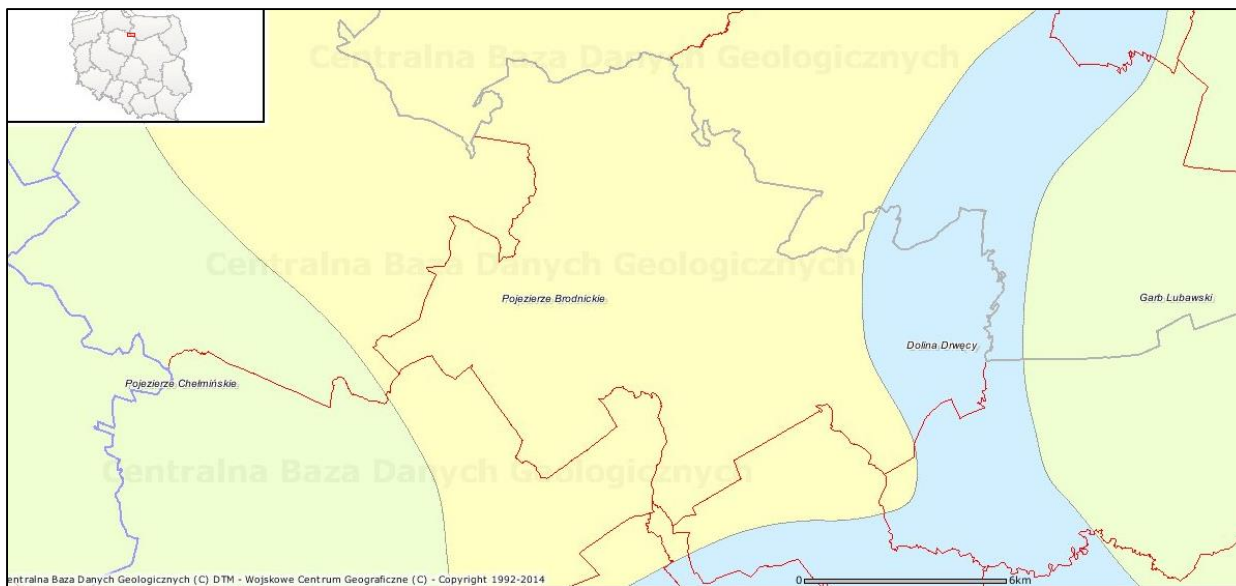 Centralna Baza Danych Geologicznych
Centralna Baza Danych Geologicznych
Pojezierze Brodnickie
Garb Lubawski
Dolina Drwęcy
Pojezierze Chełmińskie
Centralna Baza Danych Geologicznych
entralna Baza Danych Geologicznych (C) DTM - Wojskowe Centrum Geograficzne (C) - Copyright 1992-2014
0 6km